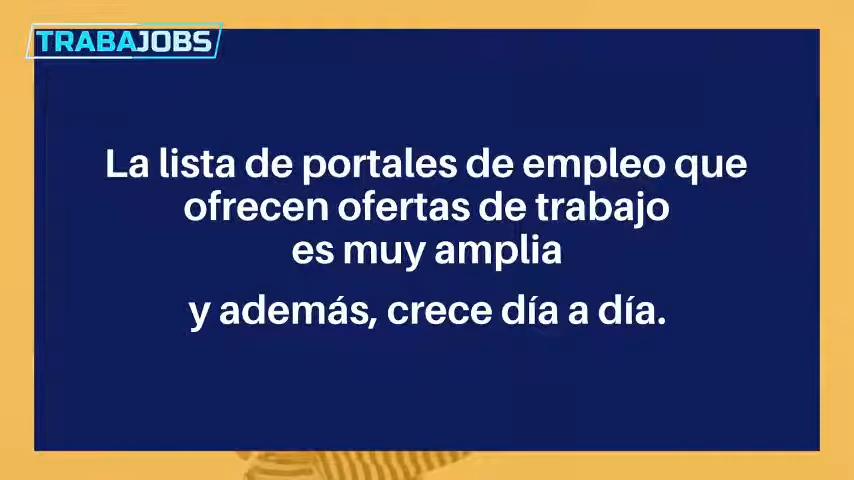 TRABAJOBS
La lista de portales de empleo que
ofrecen ofertas de trabajo
es muy amplia
y además, crece día a día.